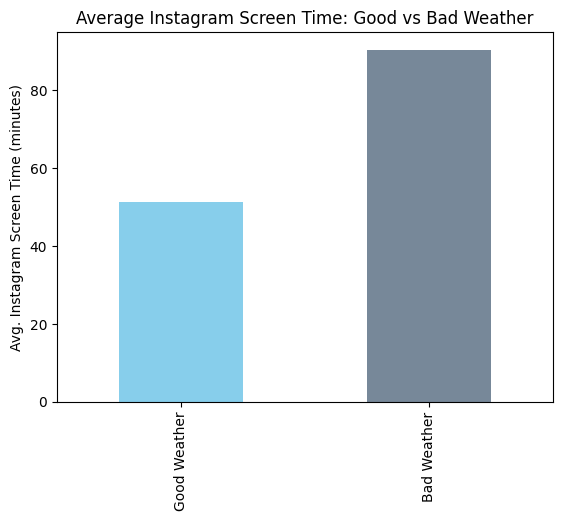 Average Instagram Screen Time: Good vs Bad Weather
Avg. Instagram Screen Time (minutes)
80
60
40
20
0
Good Weather
Bad Weather